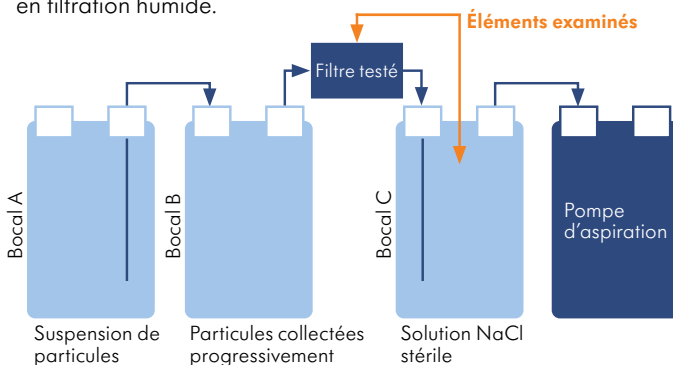 en filtration humide.
Éléments examinés
Filtre testé
Bocal A
Bocal B
Bocal C
Pompe
d’aspiration
Suspension de
particules
Particules collectées
progressivement
Solution NaCl
stérile